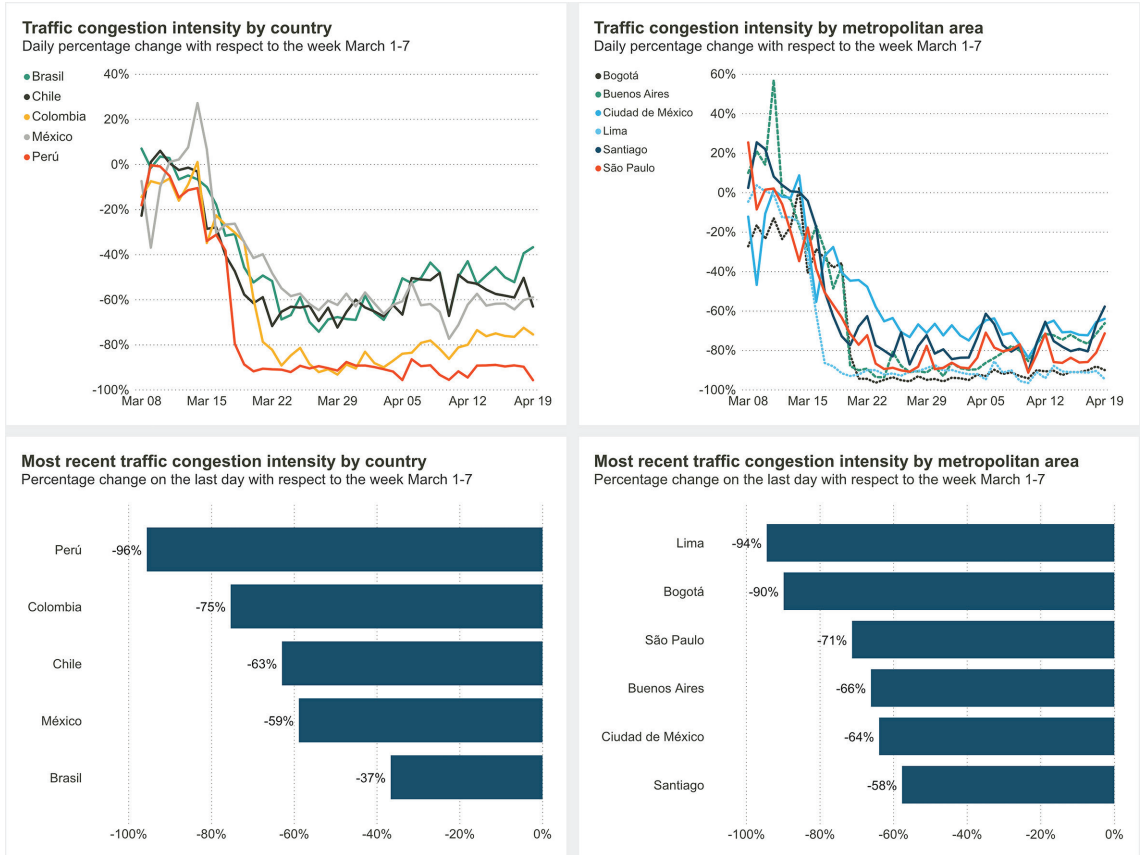 Traffic congestion intensity by country
Daily percentage change with respect to the week March 1-7
Brasil
Chile
Colombia
México
Perú
40%
20%
0%
-20%
-40%
-60%
-80%
-100%
Mar 08 Mar 15 Mar 22 Mar 29 Apr 05 Apr 12 Apr 19
Traffic congestion intensity by metropolitan area
Daily percentage change with respect to the week March 1-7
Bogotá
Buenos Aires
Ciudad de México
Lima
Santiago
São Paulo
60%
40%
20%
0%
-20%
-40%
-60%
-80%
-100%
Mar 08 Mar 15 Mar 22 Mar 29 Apr 05 Apr 12 Apr 19
Most recent traffic congestion intensity by country
Percentage change on the last day with respect to the week March 1-7
Perú -96%
Colombia -75%
Chile -63%
México -59%
Brasil -37%
-100% -80% -60% -40% -20% 0%
Most recent traffic congestion intensity by metropolitan area
Percentage change on the last day with respect to the week March 1-7
Lima -94%
Bogotá -90%
São Paulo -71%
Buenos Aires -66%
Ciudad de México -64%
Santiago -58%
-100% -80% -60% -40% -20% 0%